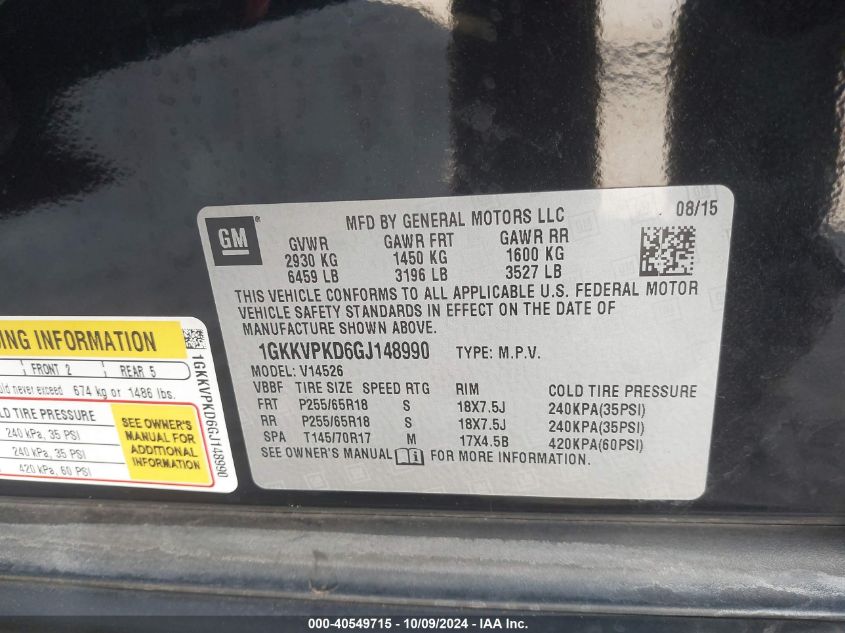 GM
MFD BY GENERAL MOTORS LLC
08/15
GVWR GAWR FRT GAWR RR
2930 KG 1450 KG 1600 KG
6459 LB 3196 LB 3527 LB
THIS VEHICLE CONFORMS TO ALL APPLICABLE U.S. FEDERAL MOTOR
VEHICLE SAFETY STANDARDS IN EFFECT ON THE DATE OF
MANUFACTURE SHOWN ABOVE.
1GKKVPKD6GJ148990 TYPE: M.P.V.
MODEL: V14526
VBBF TIRE SIZE SPEED RTG RIM COLD TIRE PRESSURE
FRT P255/65R18 S 18X7.5J 240KPA(35PSI)
RR P255/65R18 S 18X7.5J 240KPA(35PSI)
SPA T145/70R17 M 17X4.5B 420KPA(60PSI)
SEE OWNER'S MANUAL FOR MORE INFORMATION.
INFORMATION
FRONT 2 REAR 5
never exceed 674 kg or 1486 lbs.
TIRE PRESSURE
240 kPa, 35 PSI
240 kPa, 35 PSI
420 kPa, 60 PSI
SEE OWNER'S
MANUAL FOR
ADDITIONAL
INFORMATION
1GKKVPKD6GJ148990
000-40549715 - 10/09/2024 - IAA, Inc.